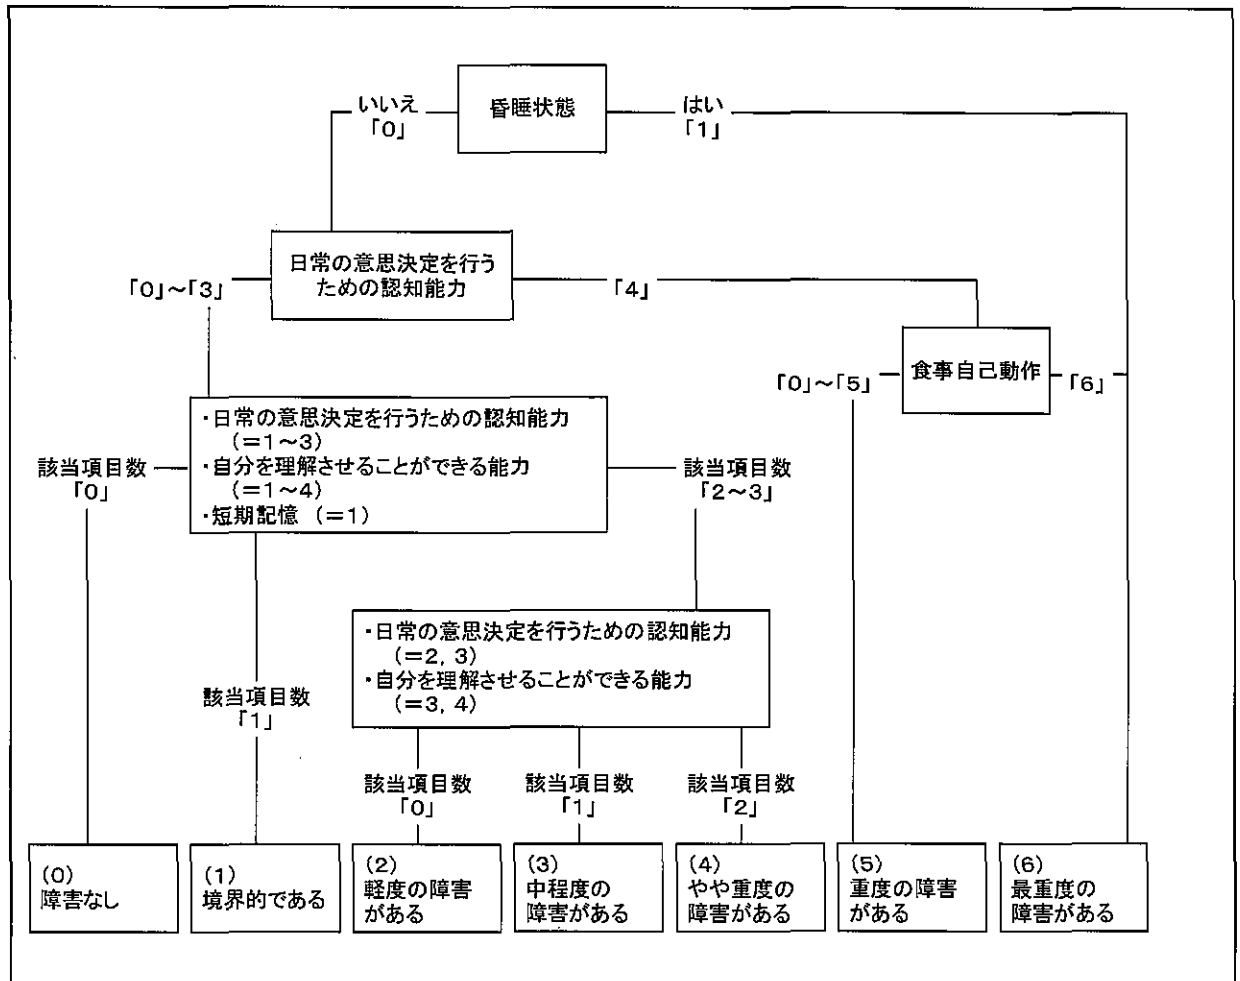 昏睡状態
いいえ
「0」
はい
「1」
日常の意思決定を行う
ための認知能力
「0」～「3」
「4」
食事自己動作
「0」～「5」
「6」
・日常の意思決定を行うための認知能力
（＝1～3）
・自分を理解させることができる能力
（＝1～4）
・短期記憶 （＝1）
該当項目数
「0」
該当項目数
「2～3」
該当項目数
「1」
・日常の意思決定を行うための認知能力
（＝2, 3）
・自分を理解させることができる能力
（＝3, 4）
該当項目数
「0」
該当項目数
「1」
該当項目数
「2」
(0)
障害なし
(1)
境界的である
(2)
軽度の障害
がある
(3)
中程度の
障害がある
(4)
やや重度の
障害がある
(5)
重度の障害
がある
(6)
最重度の
障害がある